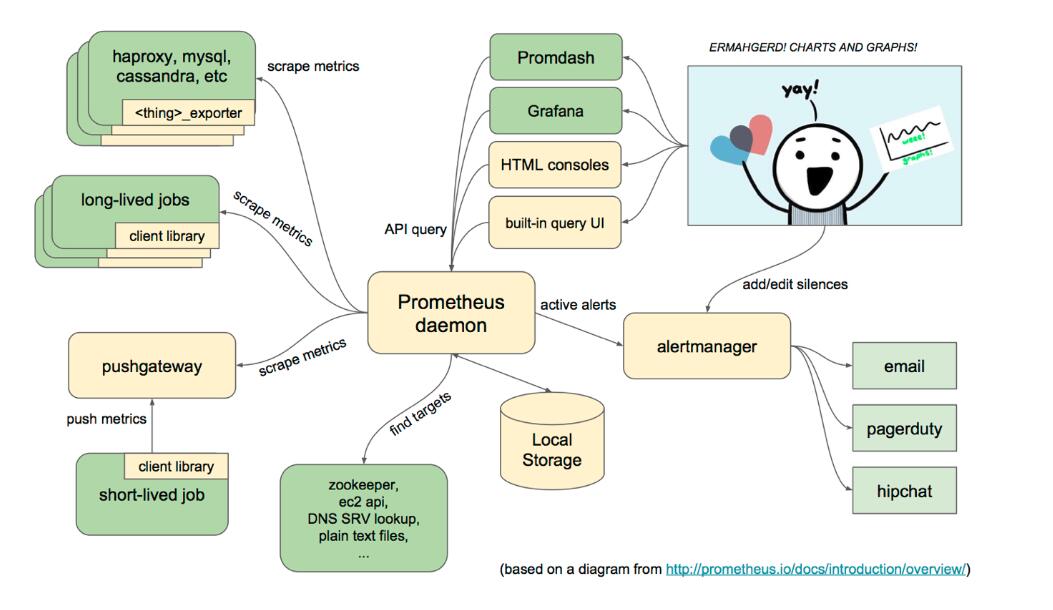 haproxy, mysql,
cassandra, etc
<thing>_exporter
scrape metrics
long-lived jobs
client library
scrape metrics
pushgateway
scrape metrics
push metrics
client library
short-lived job
Promdash
Grafana
HTML consoles
built-in query UI
API query
ERMAHGERD! CHARTS AND GRAPHS!
yay!
weee!
graphs!
Prometheus
daemon
active alerts
add/edit silences
alertmanager
email
pagerduty
hipchat
find targets
zookeeper,
ec2 api,
DNS SRV lookup,
plain text files,
...
Local
Storage
(based on a diagram from http://prometheus.io/docs/introduction/overview/)